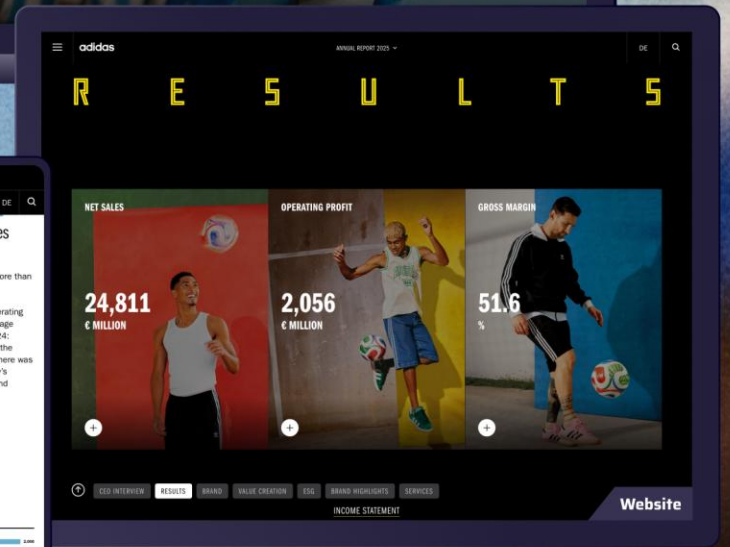 adidas
ANNUAL REPORT 2025
DE
RESULTS
NET SALES
24,811
€ MILLION
OPERATING PROFIT
2,056
€ MILLION
GROSS MARGIN
51.6
%
CEO INTERVIEW
RESULTS
BRAND
VALUE CREATION
ESG
BRAND HIGHLIGHTS
SERVICES
INCOME STATEMENT
Website
DE
es
ore than
erating
age
24:
the
here was
y's
nd